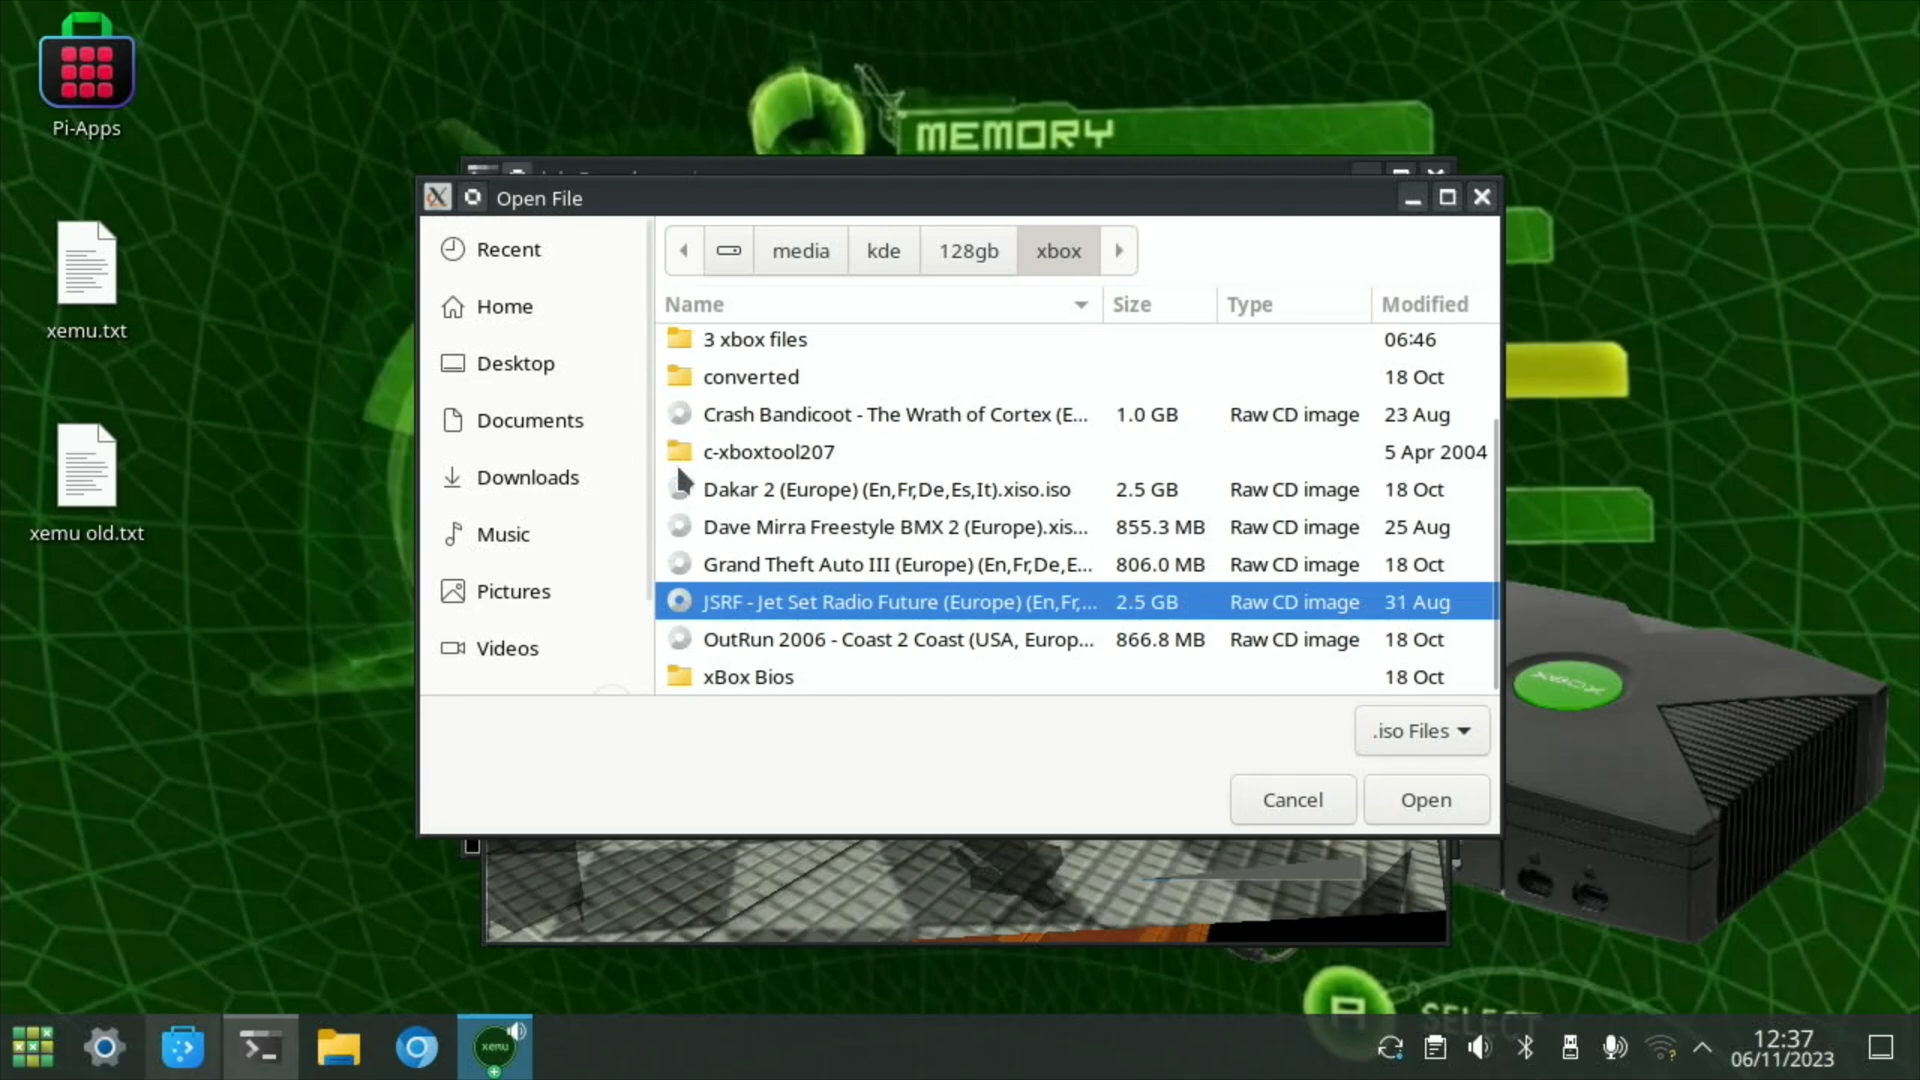 MEMORY
Pi-Apps
xemu.txt
xemu old.txt
Open File
Recent
Home
Desktop
Documents
Downloads
Music
Pictures
Videos
media kde 128gb xbox
Name Size Type Modified
3 xbox files 06:46
converted 18 Oct
Crash Bandicoot - The Wrath of Cortex (E... 1.0 GB Raw CD image 23 Aug
c-xboxtool207 5 Apr 2004
Dakar 2 (Europe) (En,Fr,De,Es,It).xiso.iso 2.5 GB Raw CD image 18 Oct
Dave Mirra Freestyle BMX 2 (Europe).xis... 855.3 MB Raw CD image 25 Aug
Grand Theft Auto III (Europe) (En,Fr,De,E... 806.0 MB Raw CD image 18 Oct
JSRF - Jet Set Radio Future (Europe) (En,Fr,... 2.5 GB Raw CD image 31 Aug
OutRun 2006 - Coast 2 Coast (USA, Europ... 866.8 MB Raw CD image 18 Oct
xBox Bios 18 Oct
.iso Files
Cancel Open
XBOX
SELECT
xemu
12:37
06/11/2023